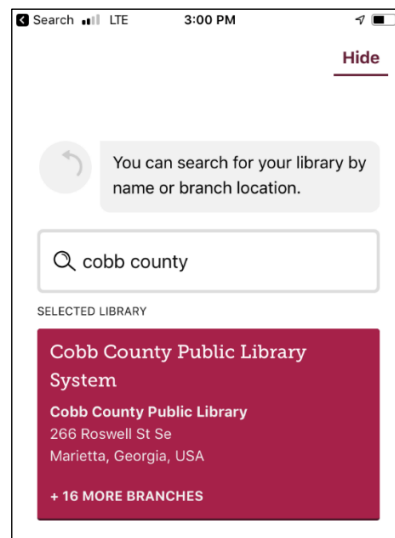 Search LTE 3:00 PM
Hide
You can search for your library by
name or branch location.
cobb county
SELECTED LIBRARY
Cobb County Public Library
System
Cobb County Public Library
266 Roswell St Se
Marietta, Georgia, USA
+ 16 MORE BRANCHES